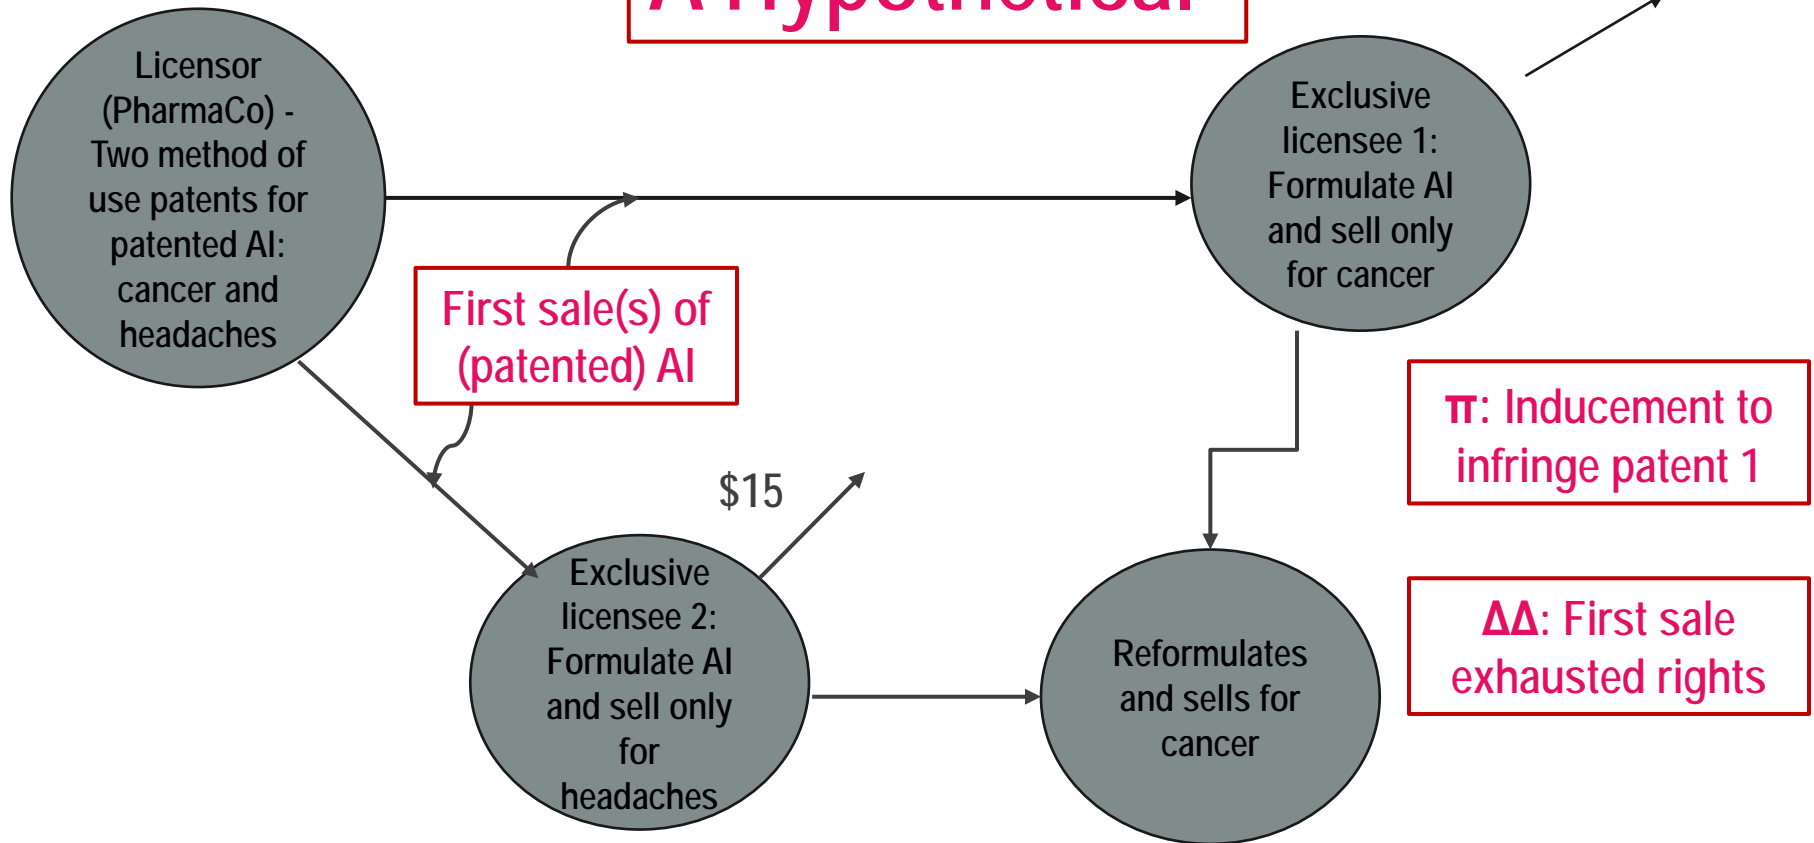 A Hypothetical
Licensor
(PharmaCo) -
Two method of
use patents for
patented AI:
cancer and
headaches
Exclusive
licensee 1:
Formulate AI
and sell only
for cancer
First sale(s) of
(patented) AI
π: Inducement to
infringe patent 1
$15
Exclusive
licensee 2:
Formulate AI
and sell only
for
headaches
Reformulates
and sells for
cancer
ΔΔ: First sale
exhausted rights